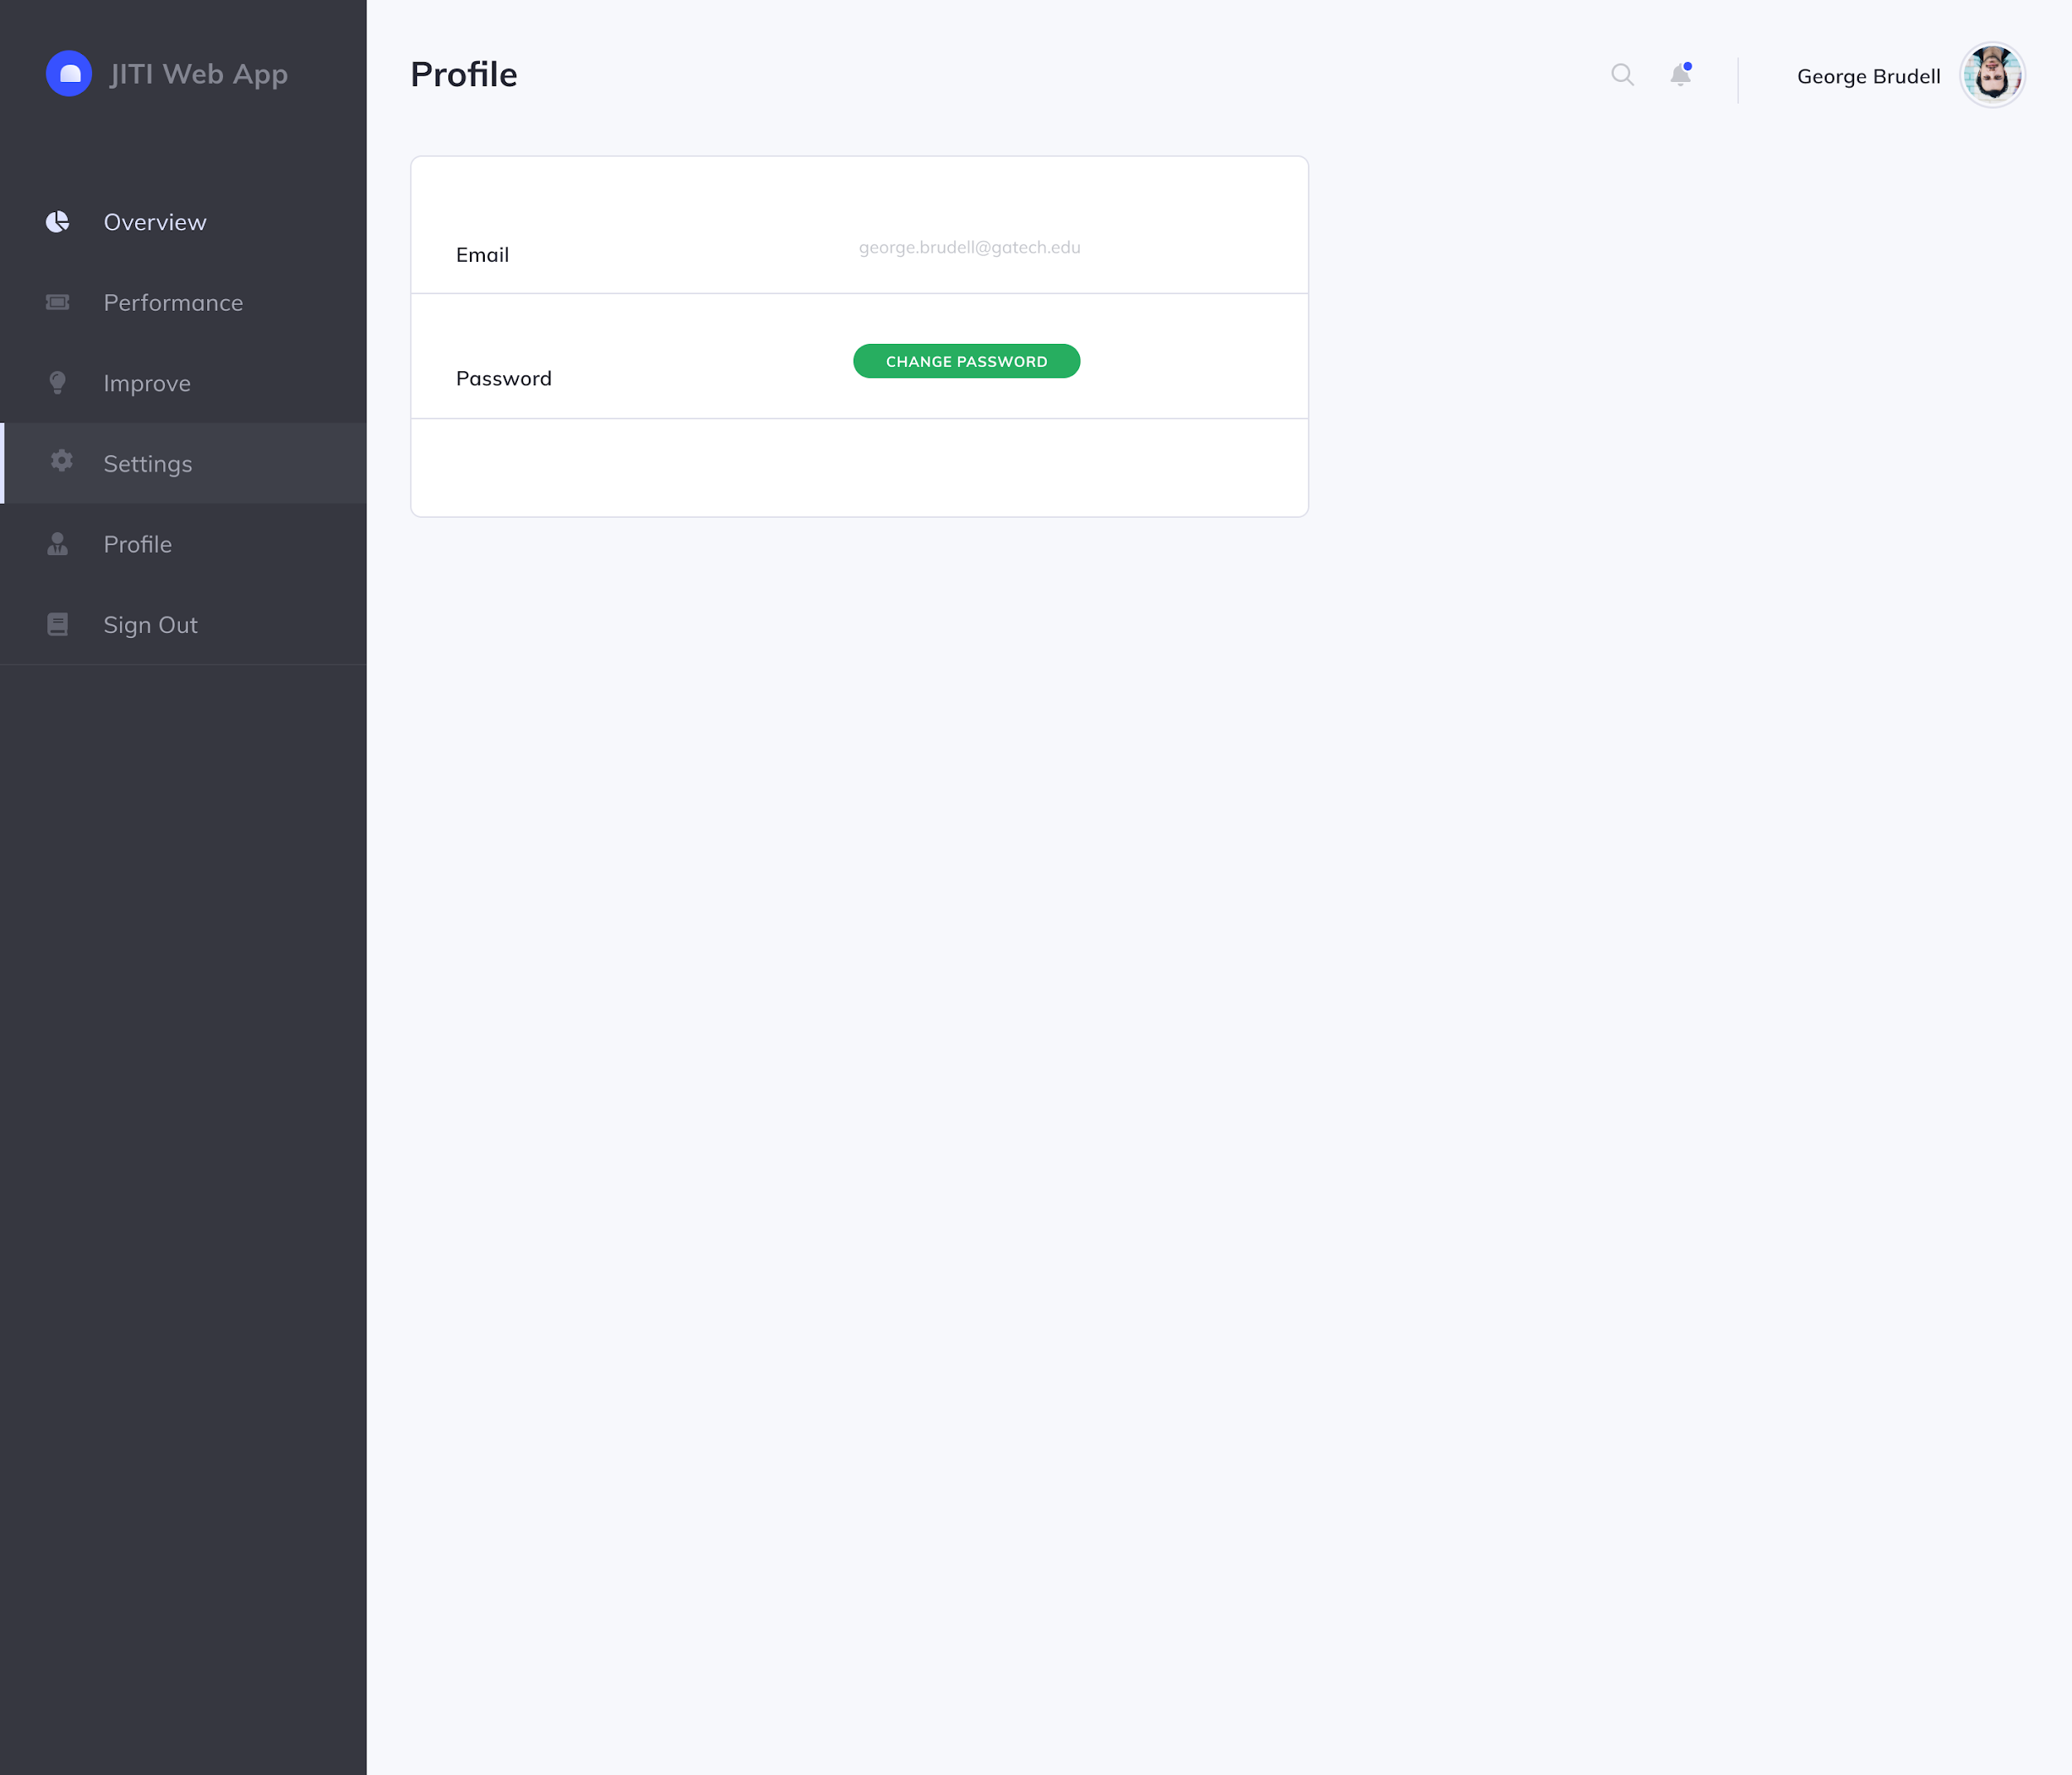 JITI Web App
Overview
Performance
Improve
Settings
Profile
Sign Out
Profile
George Brudell
Email
george.brudell@gatech.edu
Password
CHANGE PASSWORD